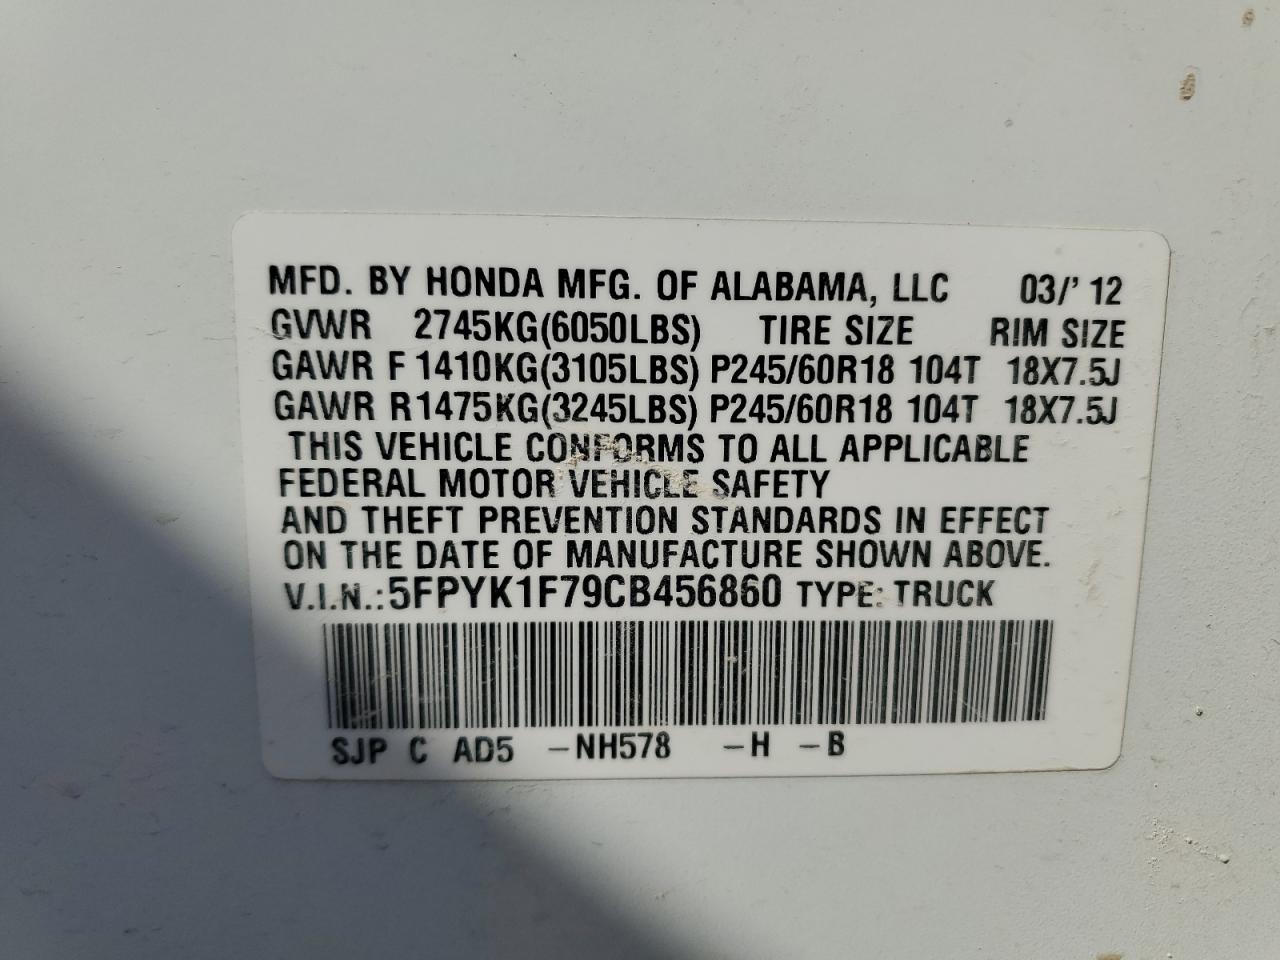 MFD. BY HONDA MFG. OF ALABAMA, LLC 03/' 12
GVWR 2745KG(6050LBS) TIRE SIZE RIM SIZE
GAWR F 1410KG(3105LBS) P245/60R18 104T 18X7.5J
GAWR R1475KG(3245LBS) P245/60R18 104T 18X7.5J
THIS VEHICLE CONFORMS TO ALL APPLICABLE
FEDERAL MOTOR VEHICLE SAFETY
AND THEFT PREVENTION STANDARDS IN EFFECT
ON THE DATE OF MANUFACTURE SHOWN ABOVE.
V.I.N.:5FPYK1F79CB456860 TYPE: TRUCK
SJP C AD5 –NH578 –H –B